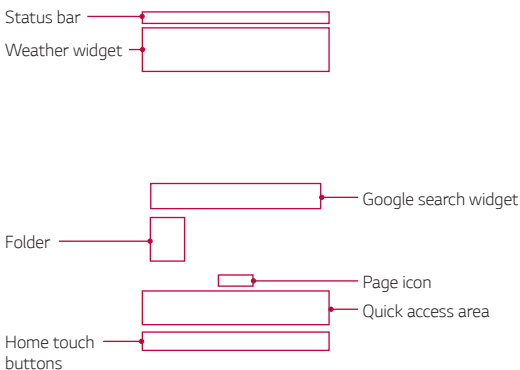 Status bar
Weather widget
Google search widget
Folder
Page icon
Quick access area
Home touch
buttons